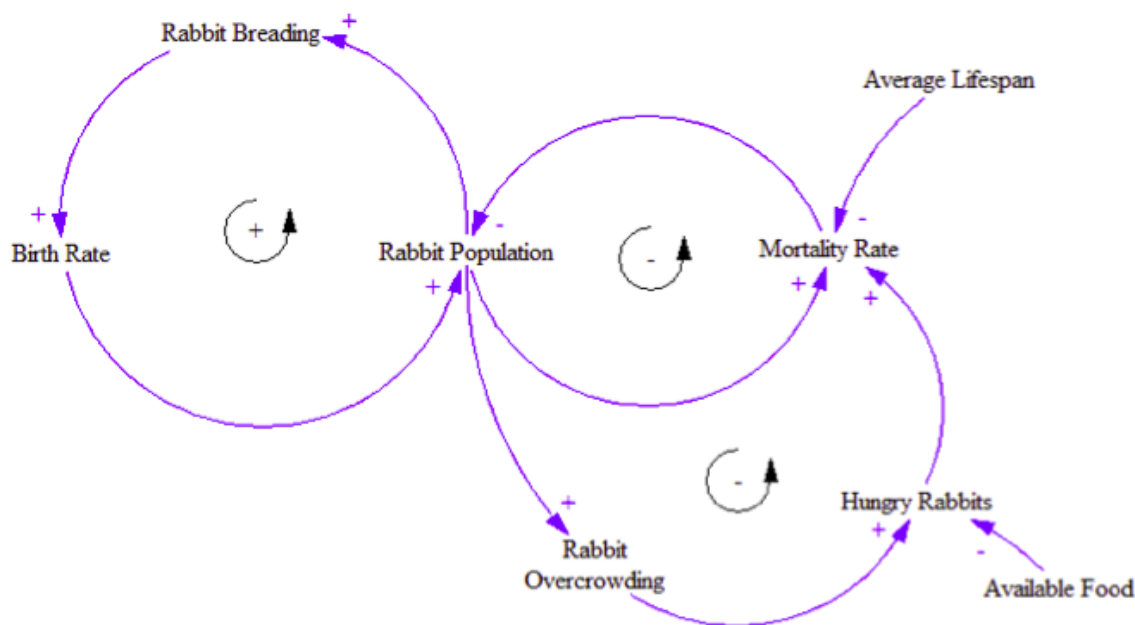 Rabbit Breading
+
Average Lifespan
+
+
-
-
-
Birth Rate
Rabbit Population
Mortality Rate
-
+
+
+
-
Hungry Rabbits
+
+
Rabbit
Overcrowding
-
Available Food